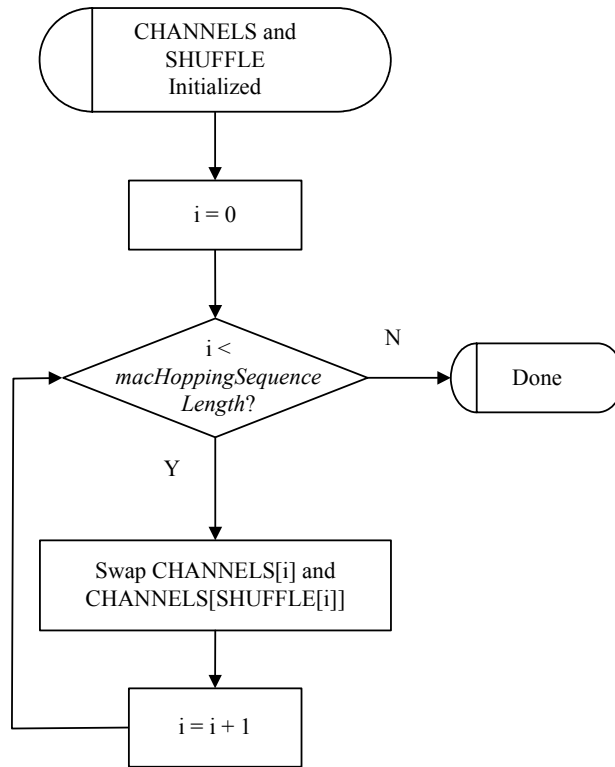 CHANNELS and
SHUFFLE
Initialized
i = 0
i <
macHoppingSequence
Length?
N
Done
Y
Swap CHANNELS[i] and
CHANNELS[SHUFFLE[i]]
i = i + 1